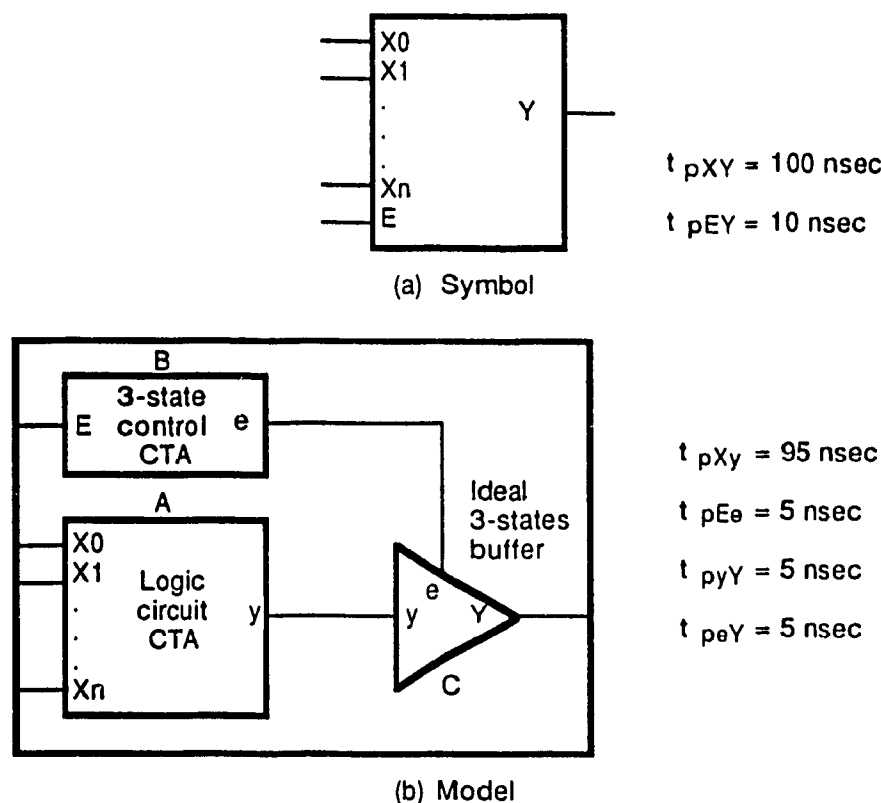 X0
X1
.
.
.
Xn
E
Y
t pXY = 100 nsec
t pEY = 10 nsec
(a) Symbol
B
3-state
control
CTA
E
e
A
X0
X1
.
.
.
Xn
Logic
circuit
CTA
y
Ideal
3-states
buffer
e
y
Y
C
t pXy = 95 nsec
t pEe = 5 nsec
t pyY = 5 nsec
t peY = 5 nsec
(b) Model